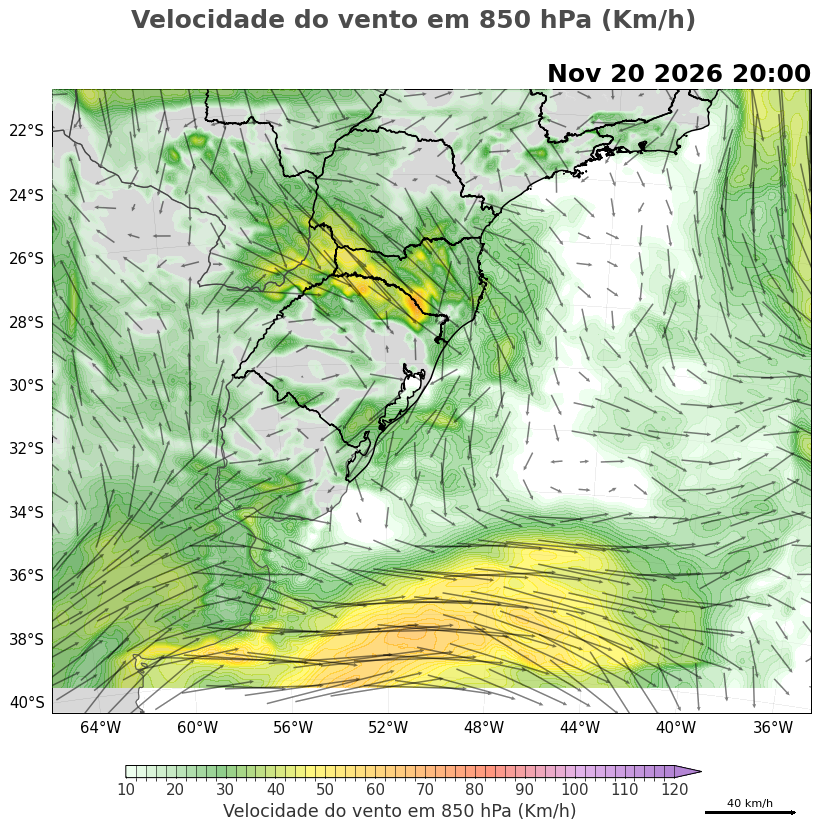 Velocidade do vento em 850 hPa (Km/h)
Nov 20 2026 20:00
22°S
24°S
26°S
28°S
30°S
32°S
34°S
36°S
38°S
40°S
64°W 60°W 56°W 52°W 48°W 44°W 40°W 36°W
10 20 30 40 50 60 70 80 90 100 110 120
Velocidade do vento em 850 hPa (Km/h)
40 km/h